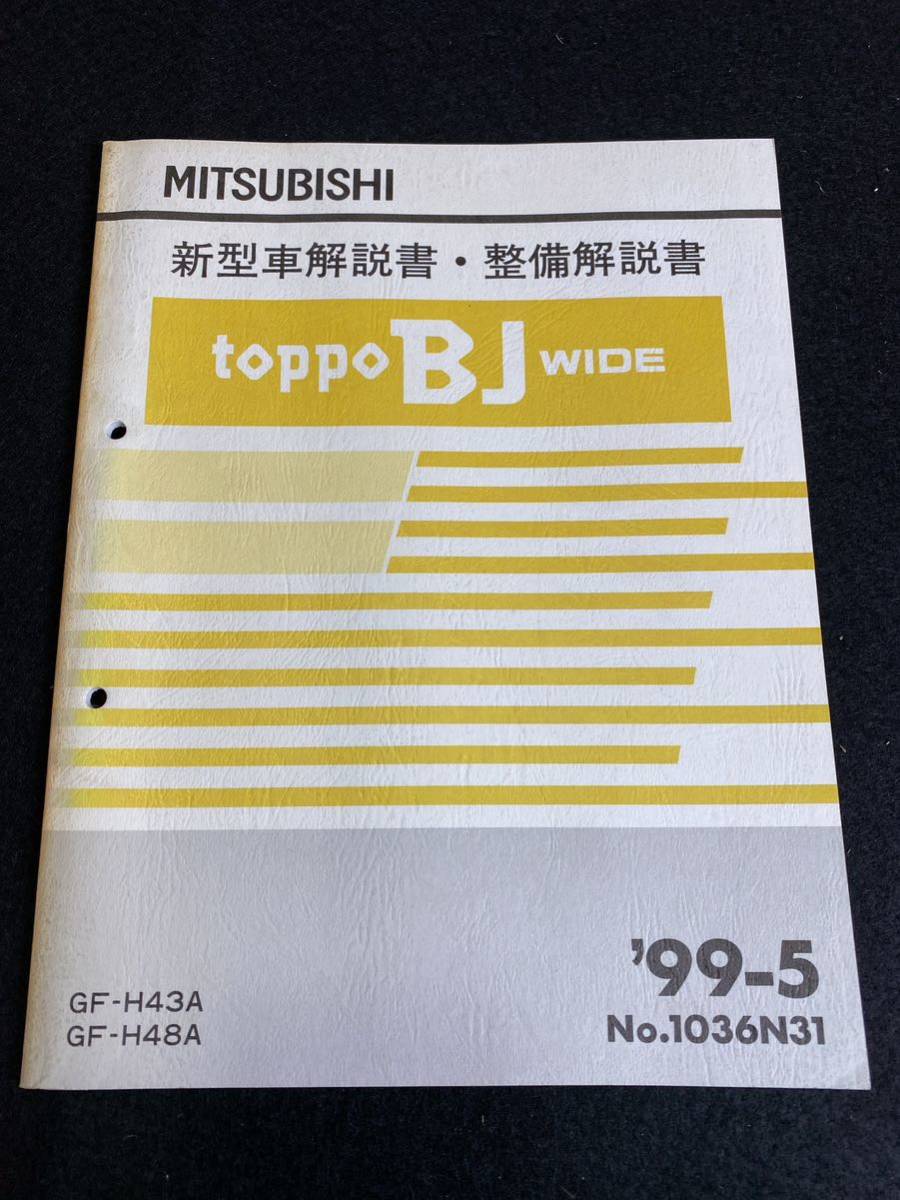 MITSUBISHI
新型車解説書・整備解説書
toppo BJ WIDE
'99-5
GF-H43A
No.1036N31
GF-H48A